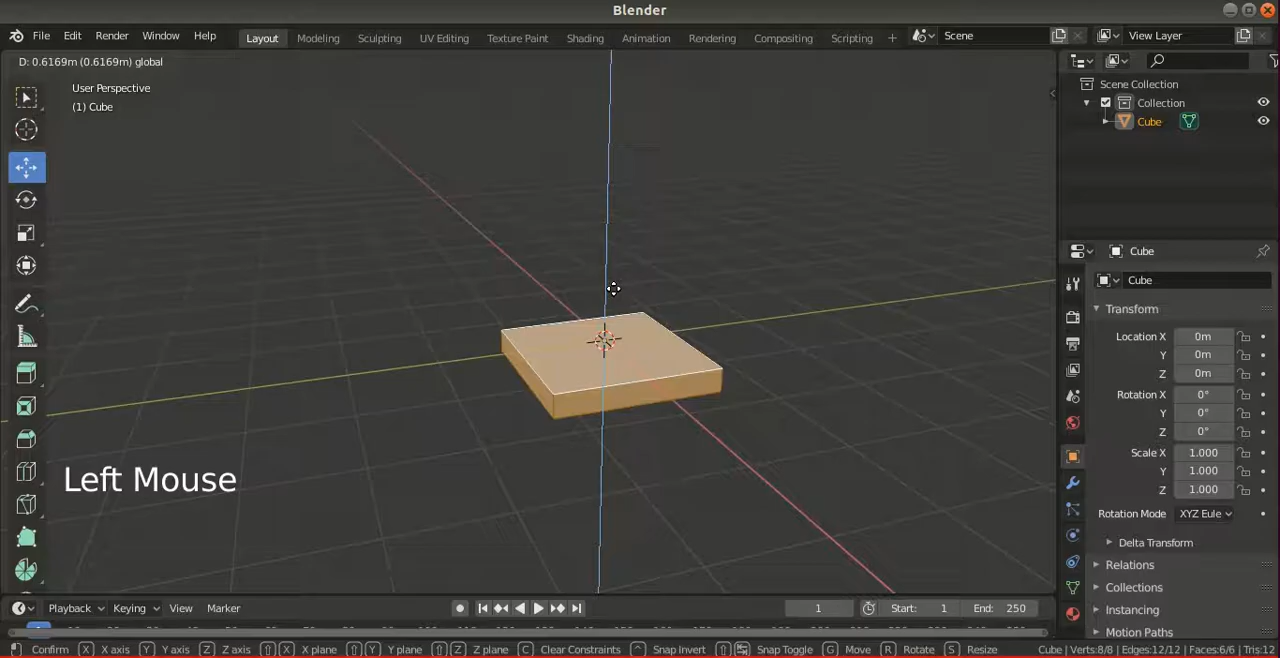 Blender
File Edit Render Window Help Layout Modeling Sculpting UV Editing Texture Paint Shading Animation Rendering Compositing Scripting + Scene View Layer
D: 0.6169m (0.6169m) global
User Perspective
(1) Cube
Scene Collection
Collection
Cube
Cube
Cube
Transform
Location X 0m
Y 0m
Z 0m
Rotation X 0°
Y 0°
Z 0°
Scale X 1.000
Y 1.000
Z 1.000
Rotation Mode XYZ Eule
Delta Transform
Relations
Collections
Instancing
Motion Paths
Left Mouse
Playback Keying View Marker 1 Start: 1 End: 250
Confirm X X axis Y Y axis Z Z axis X X plane Y Y plane Z Z plane C Clear Constraints ^ Snap Invert Snap Toggle G Move R Rotate S Resize Cube | Verts:8/8 | Edges:12/12 | Faces:6/6 | Tris:12